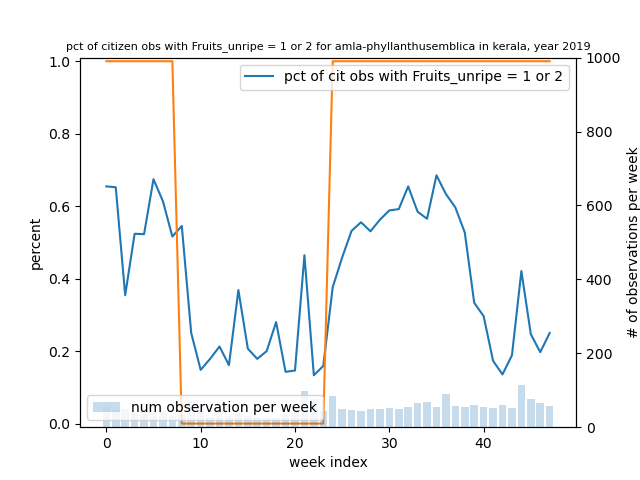 pct of citizen obs with Fruits_unripe = 1 or 2 for amla-phyllanthusemblica in kerala, year 2019
pct of cit obs with Fruits_unripe = 1 or 2
1.0
0.8
0.6
0.4
0.2
0.0
percent
1000
800
600
400
200
0
# of observations per week
num observation per week
0 10 20 30 40
week index